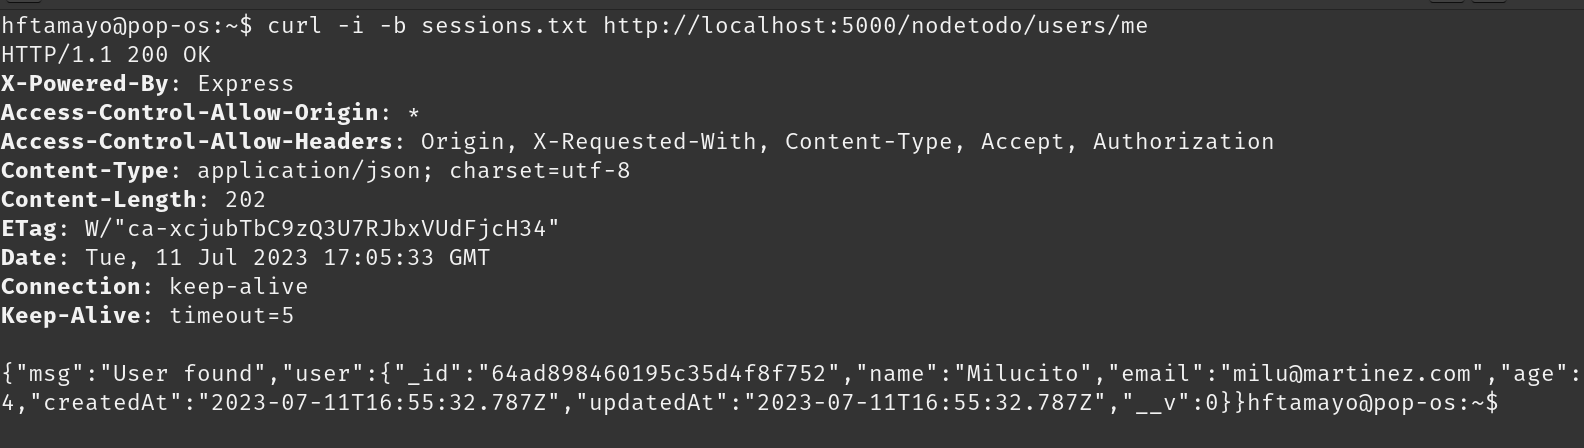 hftamayo@pop-os:~$ curl -i -b sessions.txt http://localhost:5000/nodetodo/users/me
HTTP/1.1 200 OK
X-Powered-By: Express
Access-Control-Allow-Origin: *
Access-Control-Allow-Headers: Origin, X-Requested-With, Content-Type, Accept, Authorization
Content-Type: application/json; charset=utf-8
Content-Length: 202
ETag: W/"ca-xcjubTbC9zQ3U7RJbxVUdFjcH34"
Date: Tue, 11 Jul 2023 17:05:33 GMT
Connection: keep-alive
Keep-Alive: timeout=5

{"msg":"User found","user":{"_id":"64ad898460195c35d4f8f752","name":"Milucito","email":"milu@martinez.com","age":
4,"createdAt":"2023-07-11T16:55:32.787Z","updatedAt":"2023-07-11T16:55:32.787Z","__v":0}}hftamayo@pop-os:~$